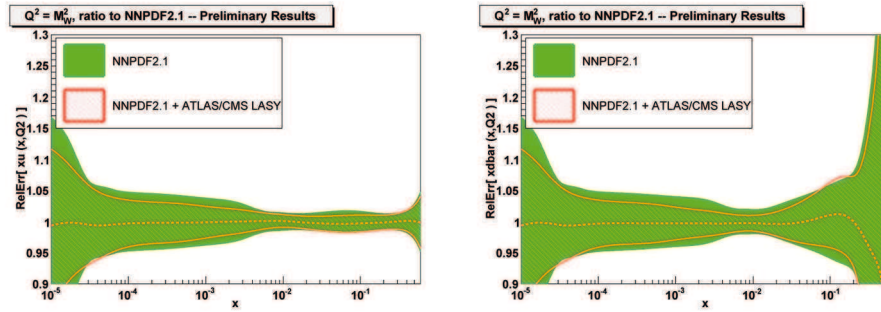 Q² = M²_W, ratio to NNPDF2.1 -- Preliminary Results
RelErr[ xu (x,Q2) ]
1.3
1.25
1.2
1.15
1.1
1.05
1
0.95
0.9
NNPDF2.1
NNPDF2.1 + ATLAS/CMS LASY
10⁻⁵
10⁻⁴
10⁻³
10⁻²
10⁻¹
x
Q² = M²_W, ratio to NNPDF2.1 -- Preliminary Results
RelErr[ xdbar (x,Q2) ]
1.3
1.25
1.2
1.15
1.1
1.05
1
0.95
0.9
NNPDF2.1
NNPDF2.1 + ATLAS/CMS LASY
10⁻⁵
10⁻⁴
10⁻³
10⁻²
10⁻¹
x